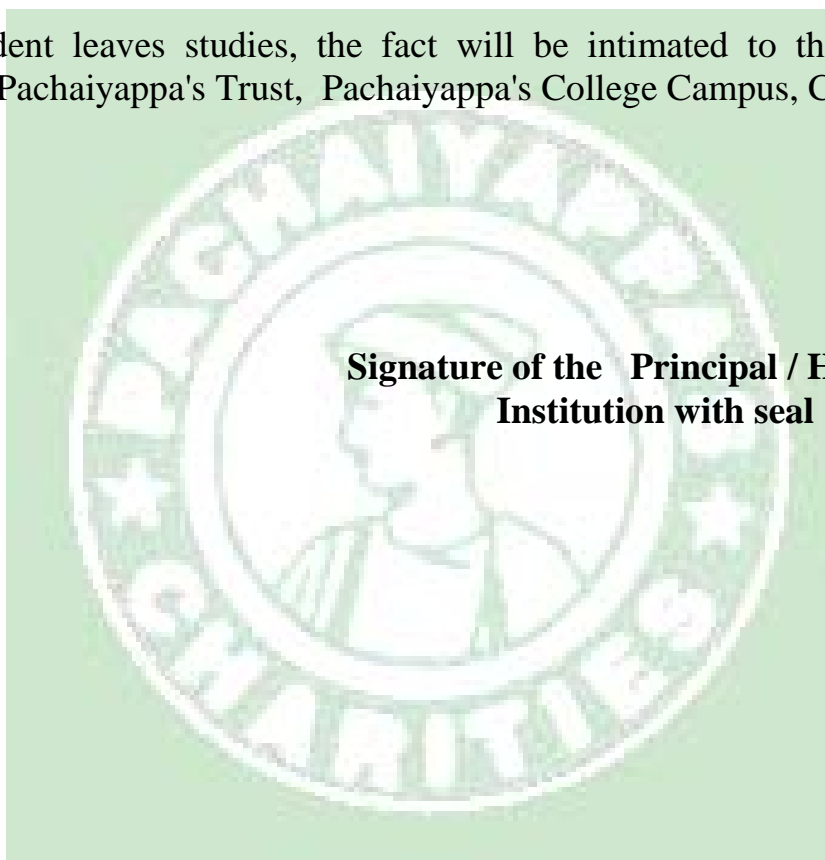 dent leaves studies, the fact will be intimated to th
Pachaiyappa's Trust, Pachaiyappa's College Campus, C
PACHAIYAPPA'S
Signature of the Principal / H
Institution with seal
CHARITIES